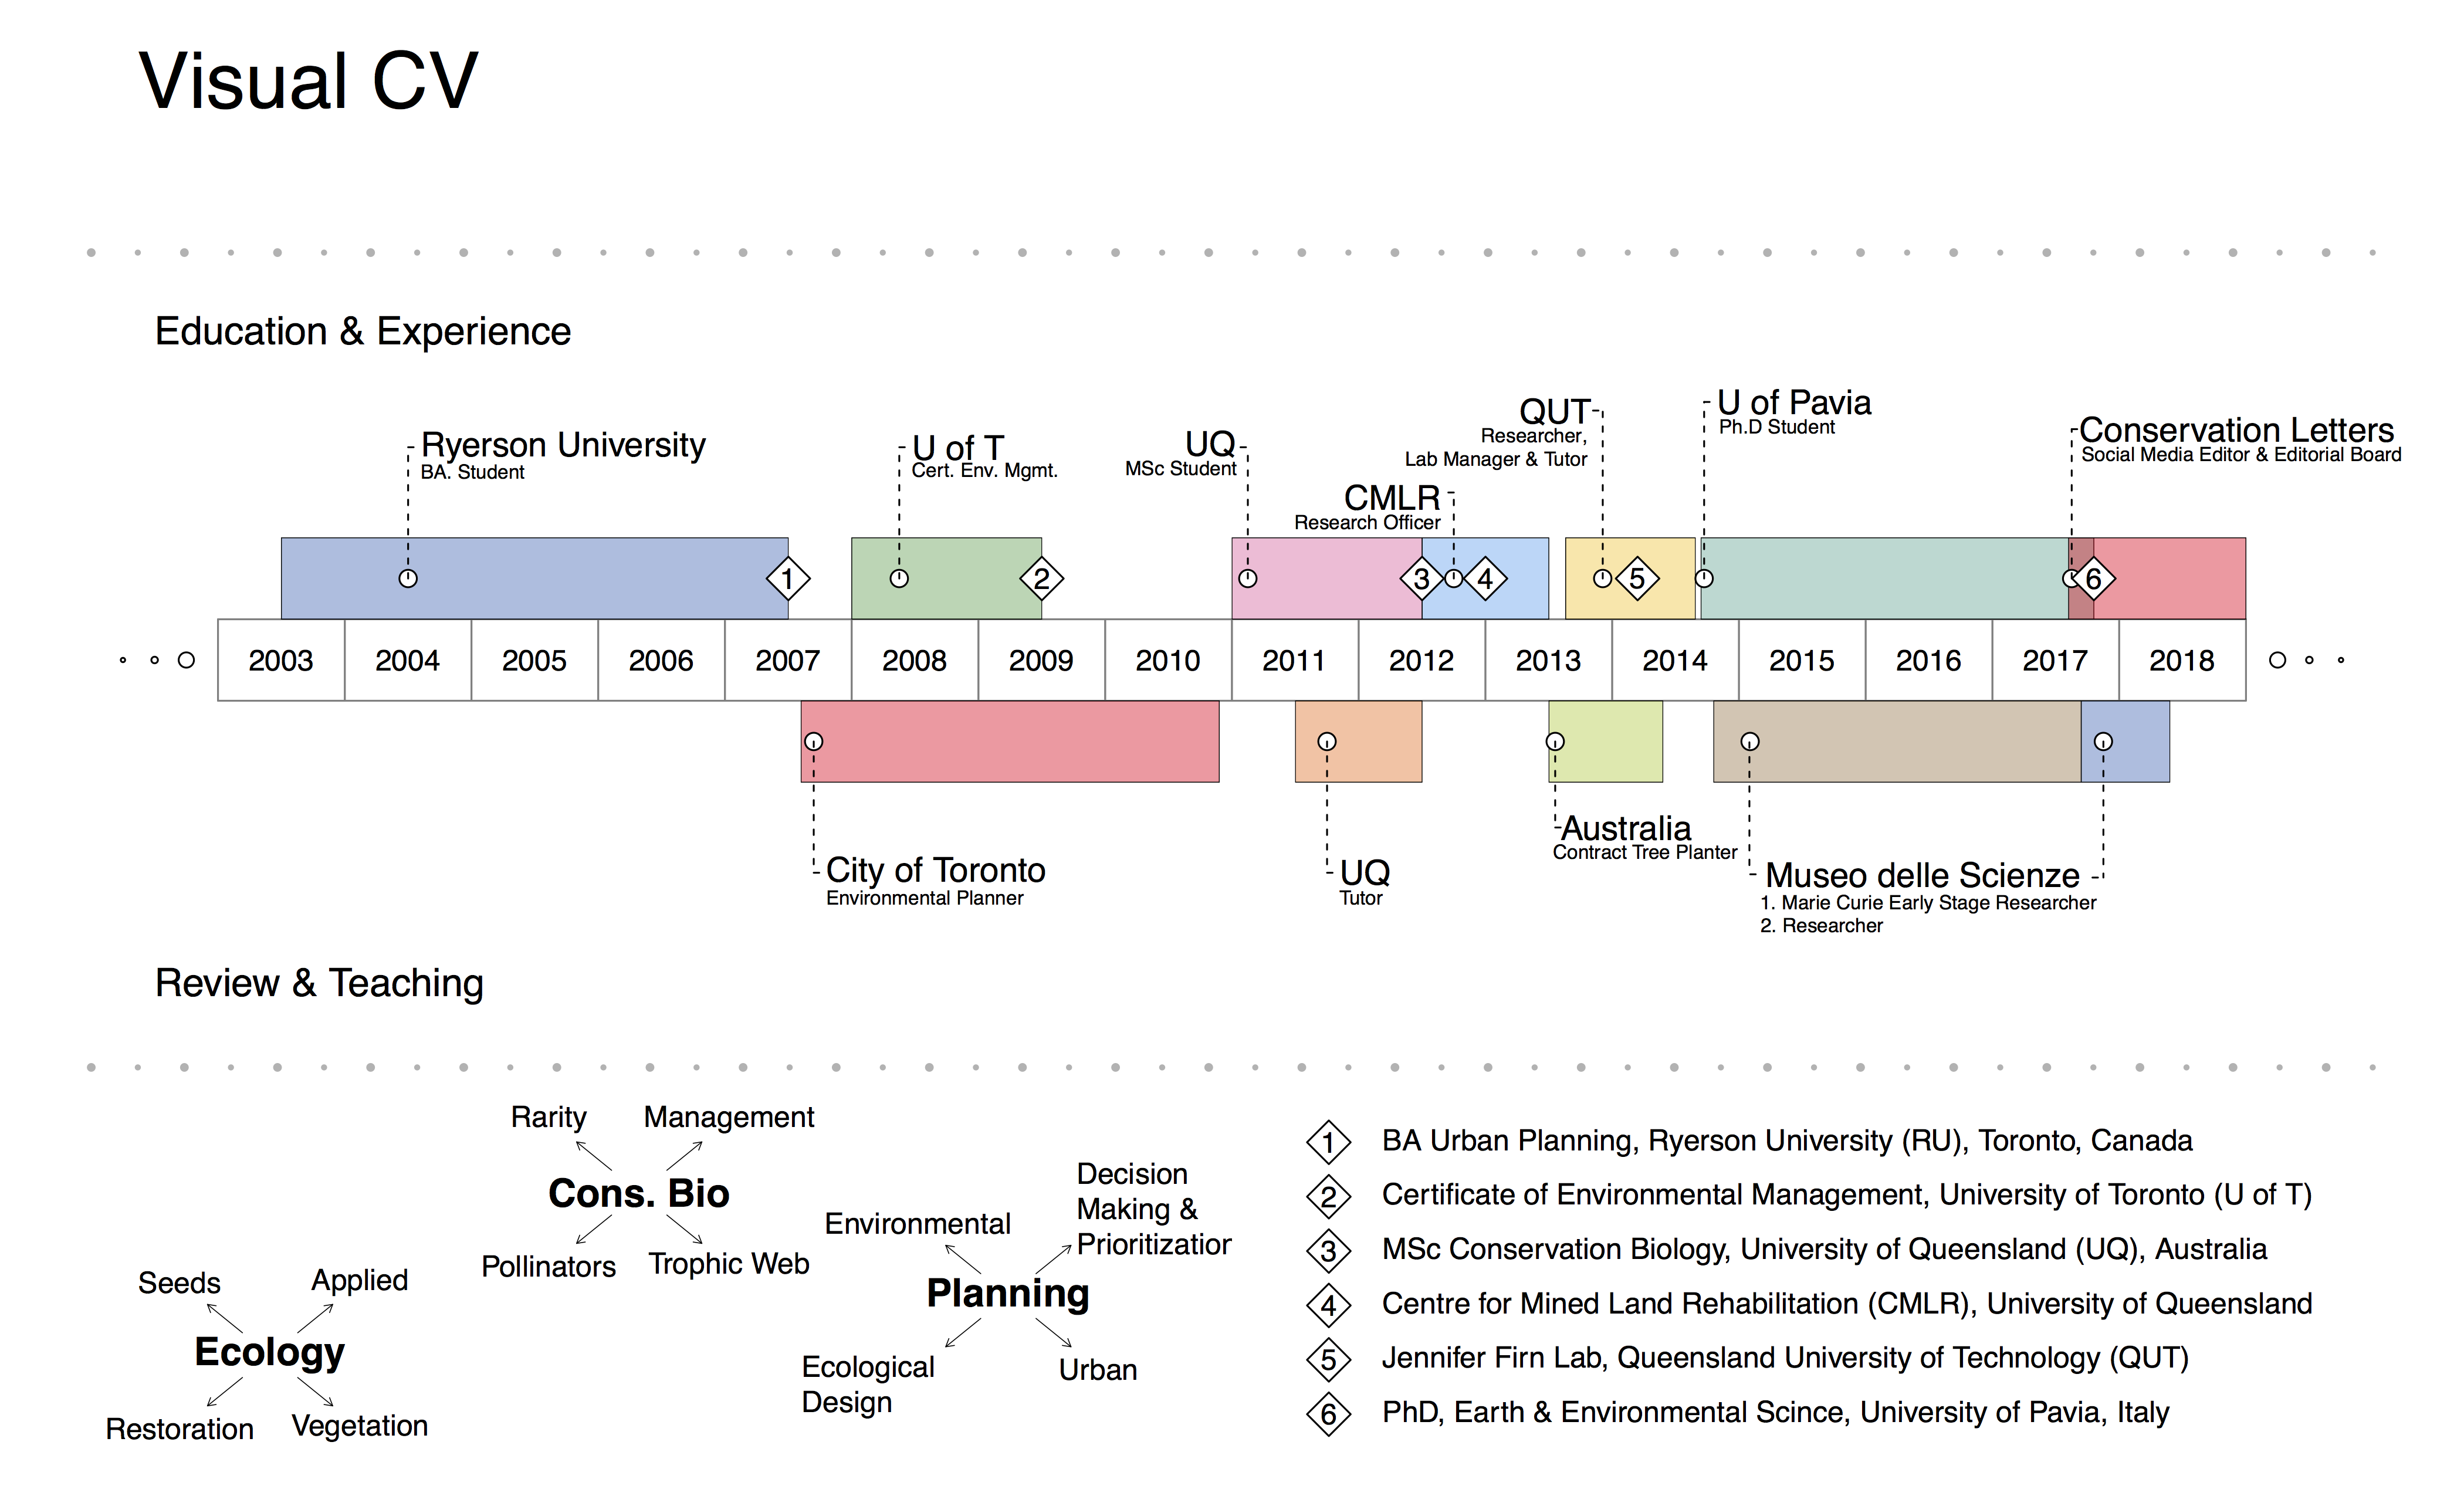 Visual CV
Education & Experience
Ryerson University
BA. Student
U of T
Cert. Env. Mgmt.
UQ
MSc Student
CMLR
Research Officer
QUT
Researcher,
Lab Manager & Tutor
U of Pavia
Ph.D Student
Conservation Letters
Social Media Editor & Editorial Board
1
2
3
4
5
6
2003
2004
2005
2006
2007
2008
2009
2010
2011
2012
2013
2014
2015
2016
2017
2018
City of Toronto
Environmental Planner
UQ
Tutor
Australia
Contract Tree Planter
Museo delle Scienze
1. Marie Curie Early Stage Researcher
2. Researcher
Review & Teaching
Seeds
Applied
Ecology
Restoration
Vegetation
Rarity
Management
Cons. Bio
Pollinators
Trophic Web
Environmental
Decision
Making &
Prioritizatior
Planning
Ecological
Design
Urban
1 BA Urban Planning, Ryerson University (RU), Toronto, Canada
2 Certificate of Environmental Management, University of Toronto (U of T)
3 MSc Conservation Biology, University of Queensland (UQ), Australia
4 Centre for Mined Land Rehabilitation (CMLR), University of Queensland
5 Jennifer Firn Lab, Queensland University of Technology (QUT)
6 PhD, Earth & Environmental Scince, University of Pavia, Italy